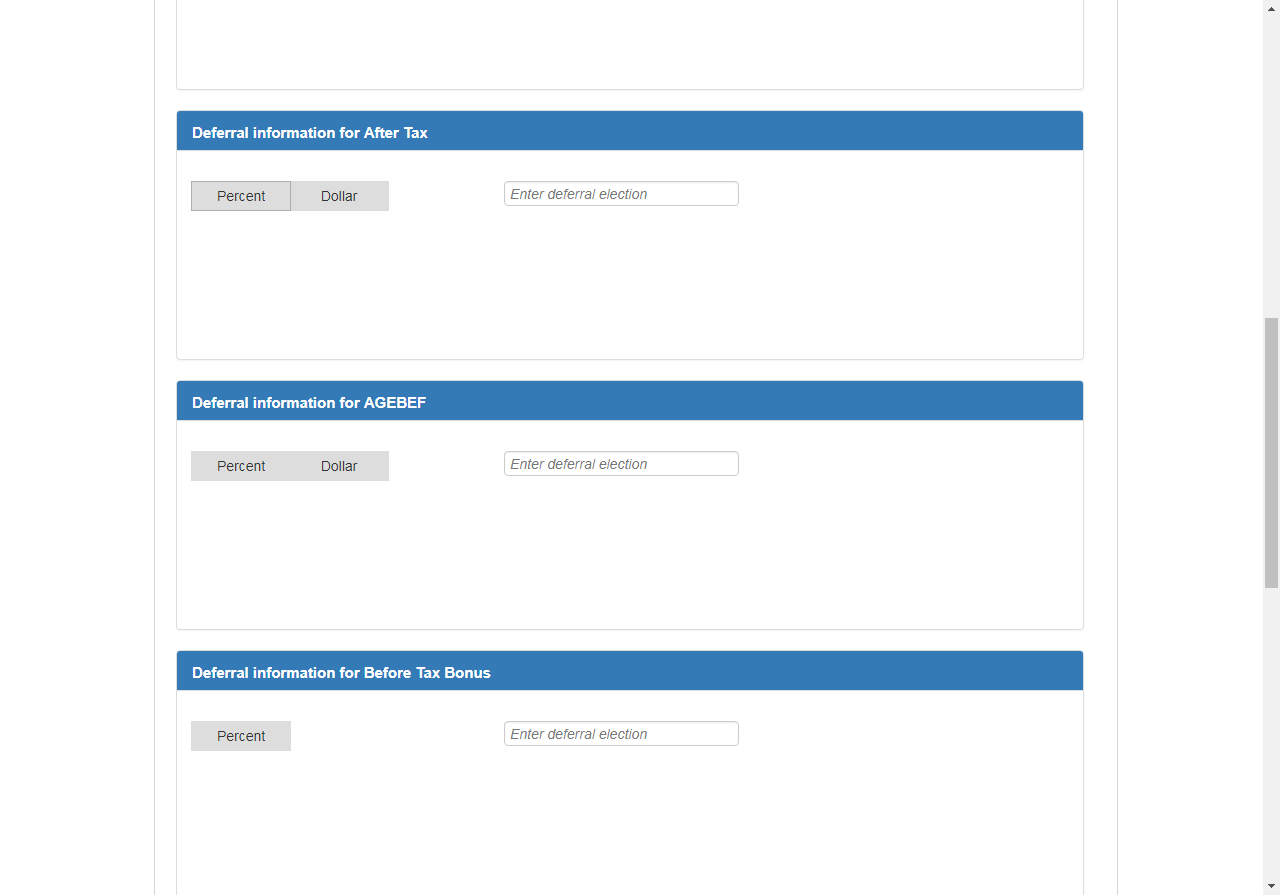 Deferral information for After Tax
Percent Dollar Enter deferral election
Deferral information for AGEBEF
Percent Dollar Enter deferral election
Deferral information for Before Tax Bonus
Percent Enter deferral election